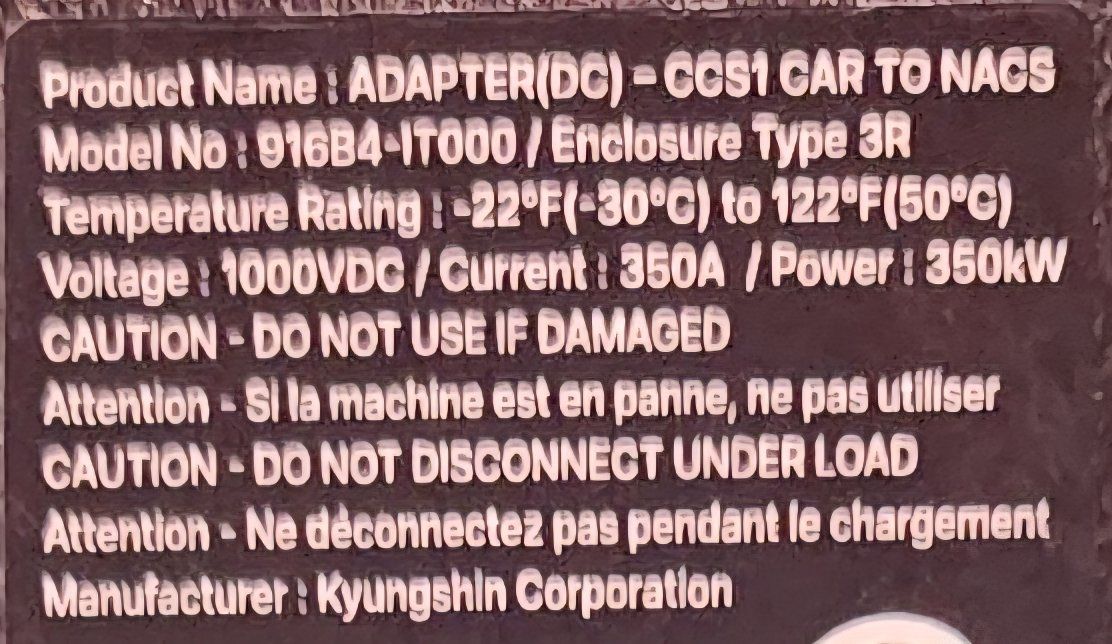 Product Name : ADAPTER(DC) - CCS1 CAR TO NACS
Model No : 916B4-IT000 / Enclosure Type 3R
Temperature Rating : -22°F(-30°C) to 122°F(50°C)
Voltage : 1000VDC / Current : 350A / Power : 350kW
CAUTION - DO NOT USE IF DAMAGED
Attention - Si la machine est en panne, ne pas utiliser
CAUTION - DO NOT DISCONNECT UNDER LOAD
Attention - Ne déconnectez pas pendant le chargement
Manufacturer : Kyungshin Corporation